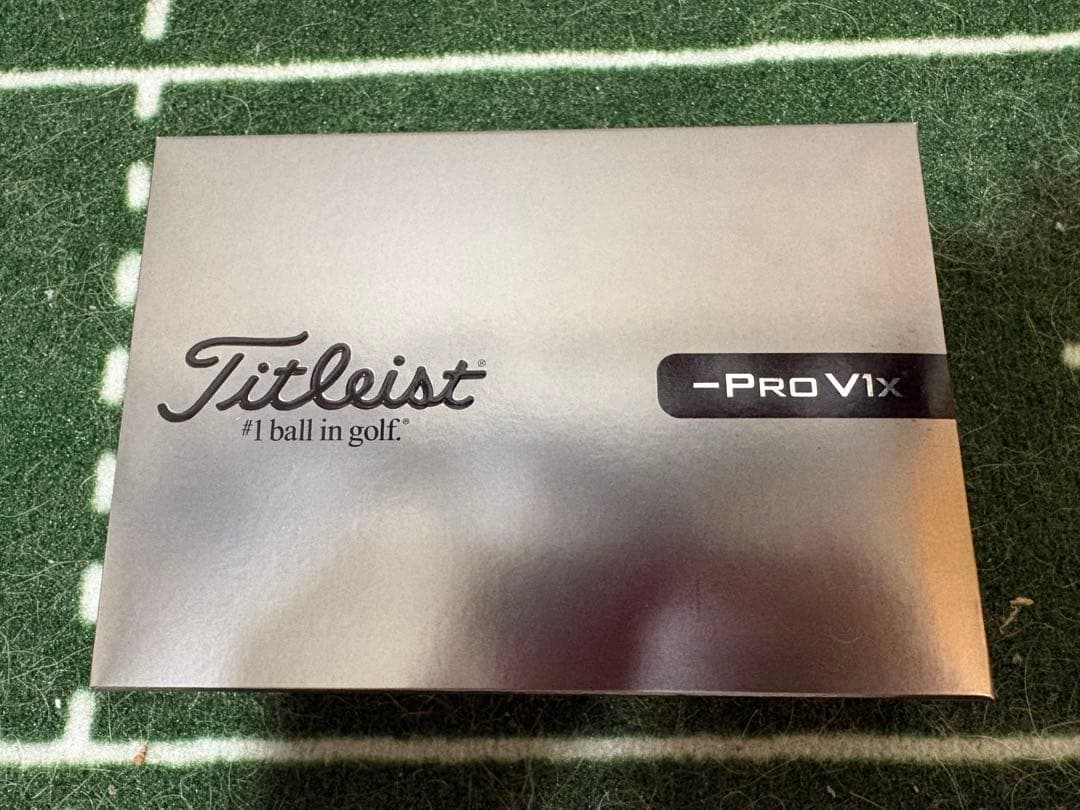 Titleist®
#1 ball in golf.®
–PRO V1X